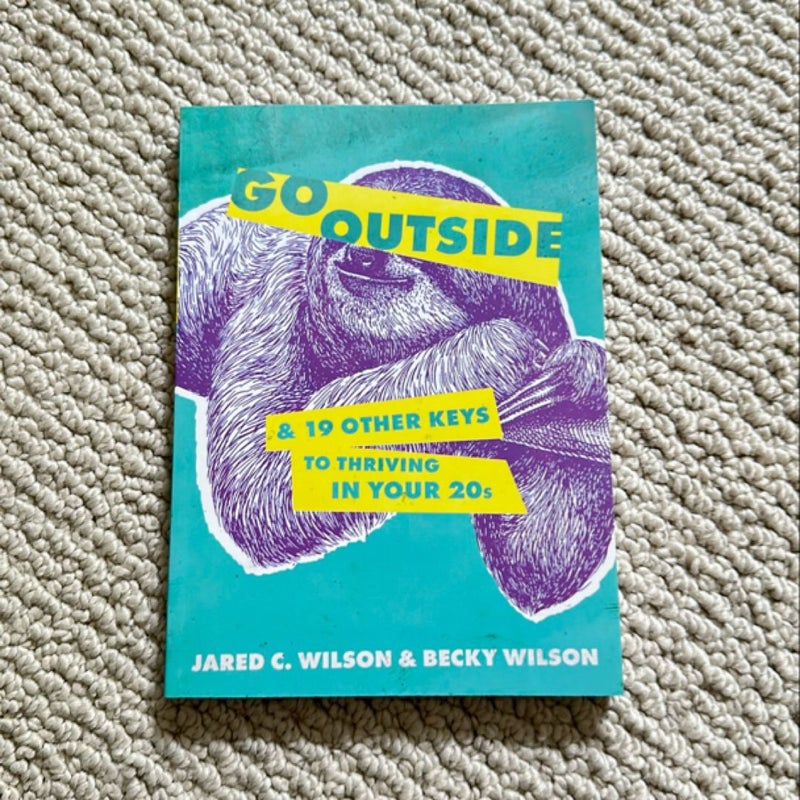 GO
OUTSIDE
& 19 OTHER KEYS
TO THRIVING
IN YOUR 20s
JARED C. WILSON & BECKY WILSON